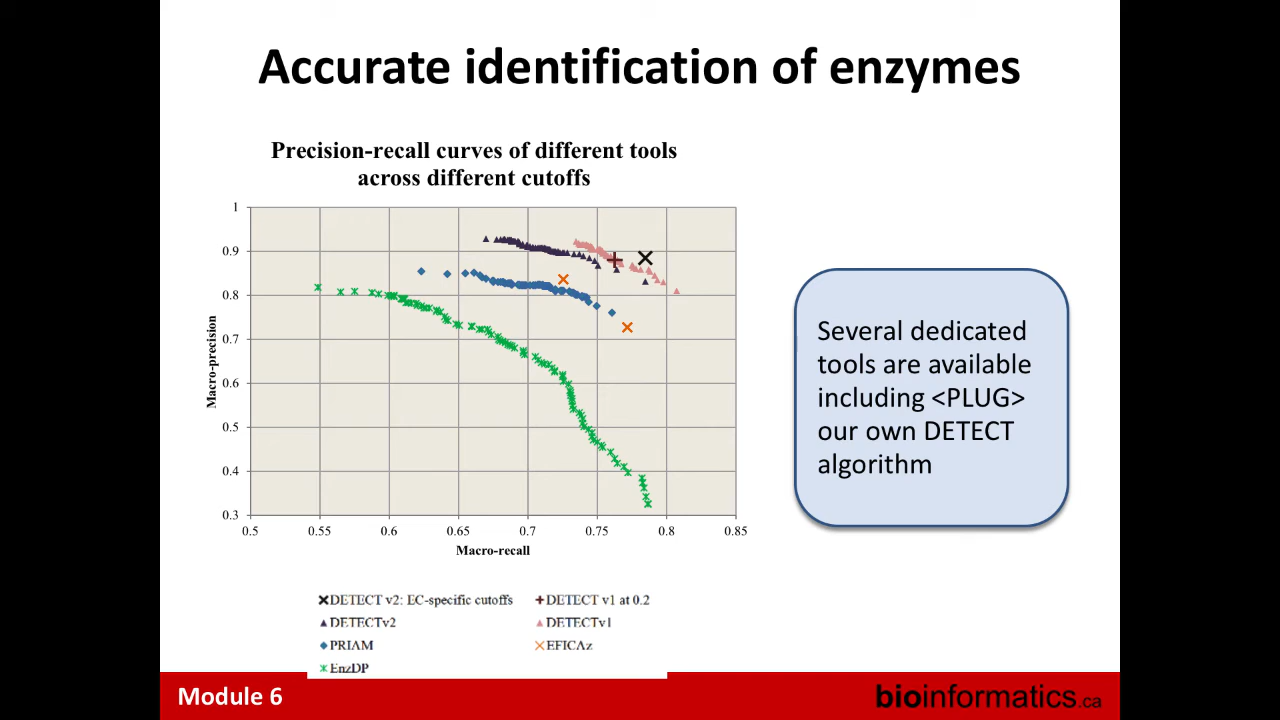 Accurate identification of enzymes
Precision-recall curves of different tools
across different cutoffs
1
0.9
0.8
0.7
0.6
0.5
0.4
0.3
Macro-precision
0.5 0.55 0.6 0.65 0.7 0.75 0.8 0.85
Macro-recall
DETECT v2: EC-specific cutoffs DETECT v1 at 0.2
DETECTv2 DETECTv1
PRIAM EFICAz
EnzDP
Several dedicated
tools are available
including <PLUG>
our own DETECT
algorithm
Module 6
bioinformatics.ca